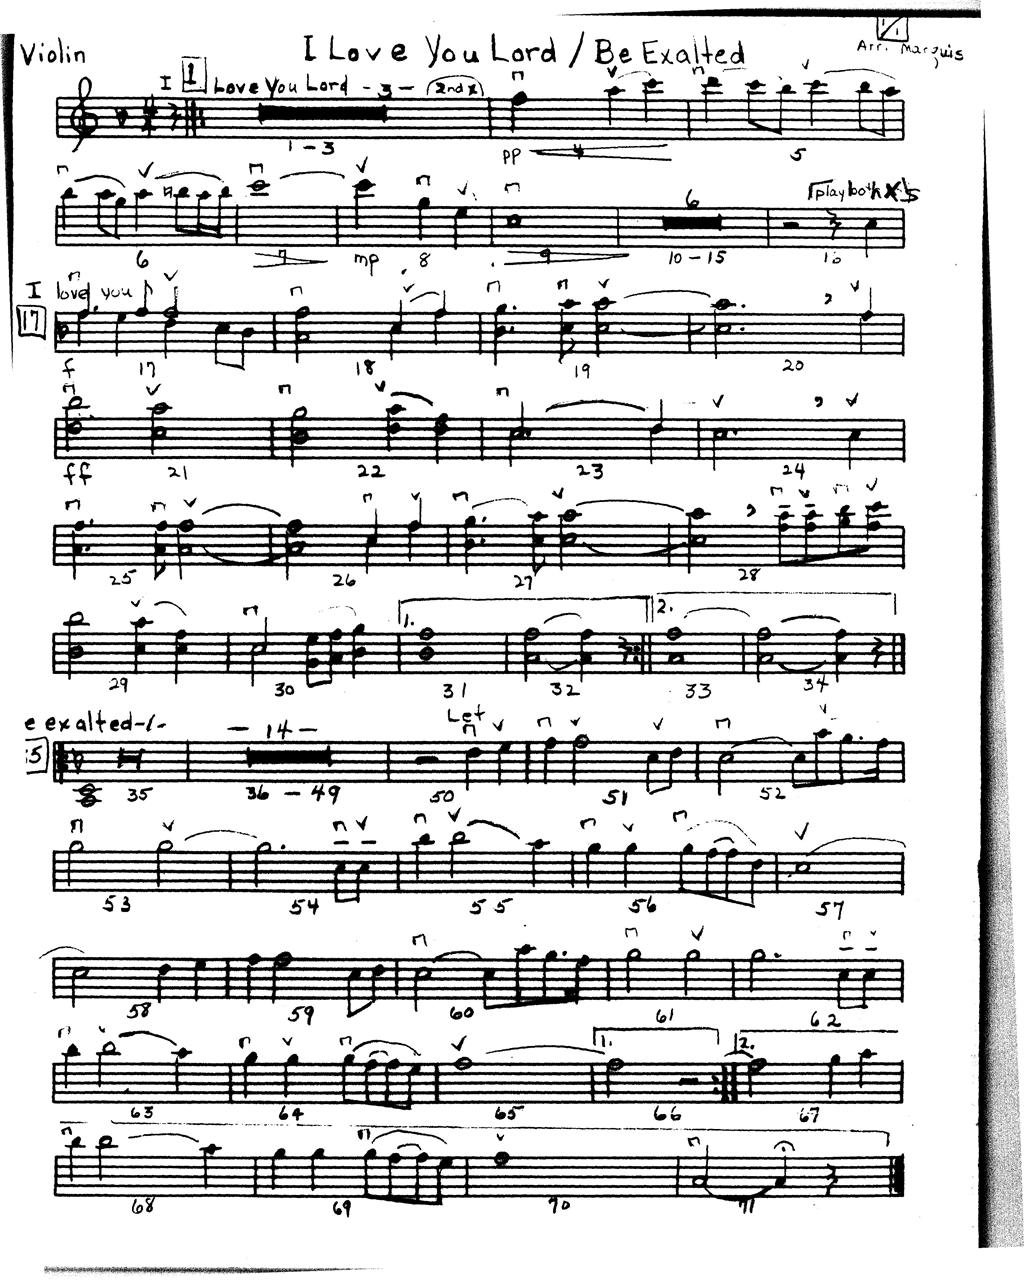 Violin
I Love You Lord / Be Exalted
Arr. Marquis
I 1 Love You Lord - 3 - 2nd X
1 - 3
pp 4 5
6 play both X's
6 7 mp 8 9 10 - 15 16
I love you
17
f 17 18 19 20
ff 21 22 23 24
25 26 27 28
1. 2.
29 30 31 32 33 34
e exalted-1- - 14 - Let
35 36 - 49 50 51 52
53 54 55 56 57
58 59 60 61 62
1. 2.
63 64 65 66 67
68 69 70 71